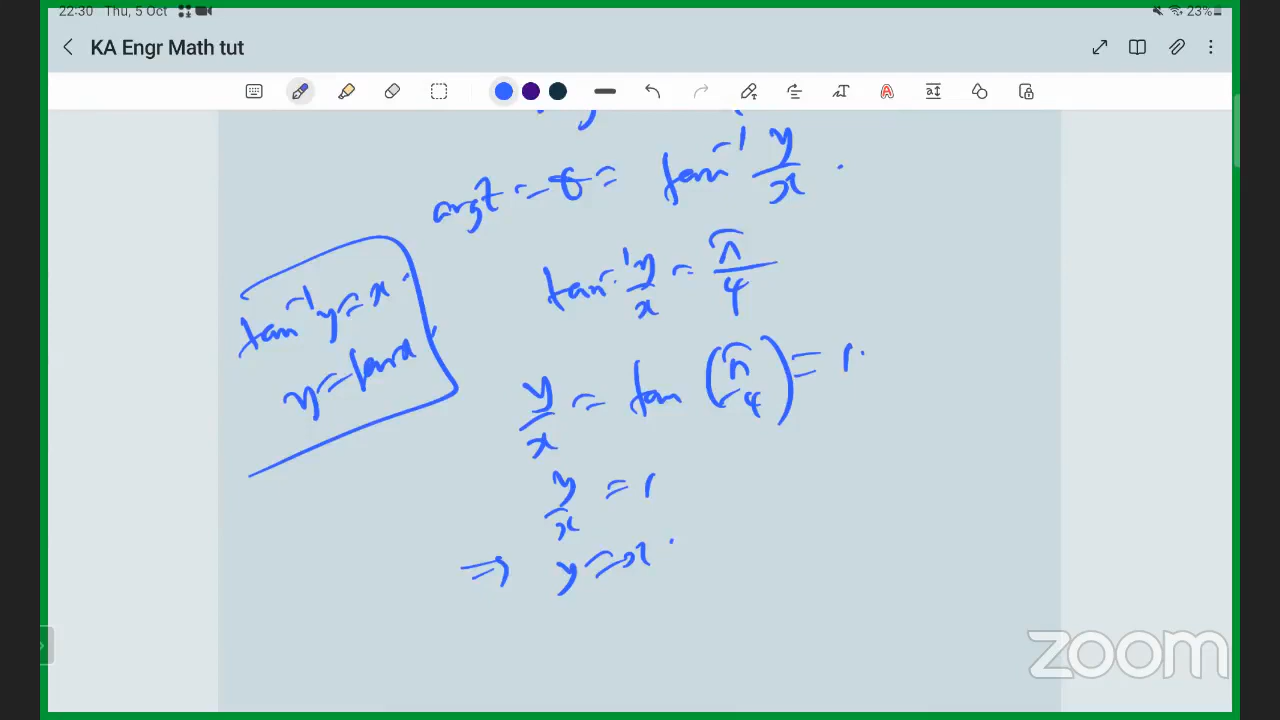 22:30 Thu, 5 Oct
23%
KA Engr Math tut
arg z = θ = tan⁻¹ y/x .
tan⁻¹ y/x = π/4
tan⁻¹ y = x
y = tan x
y/x = tan (π/4) = 1.
y/x = 1
⇒ y = x .
zoom